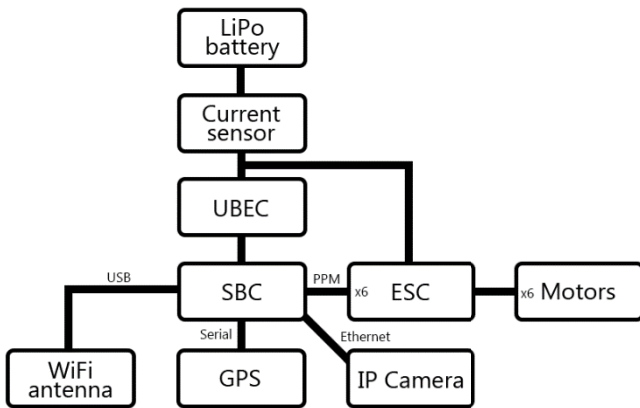 LiPo
battery
Current
sensor
UBEC
USB
SBC
PPM
x6 ESC
x6 Motors
Serial
Ethernet
WiFi
antenna
GPS
IP Camera